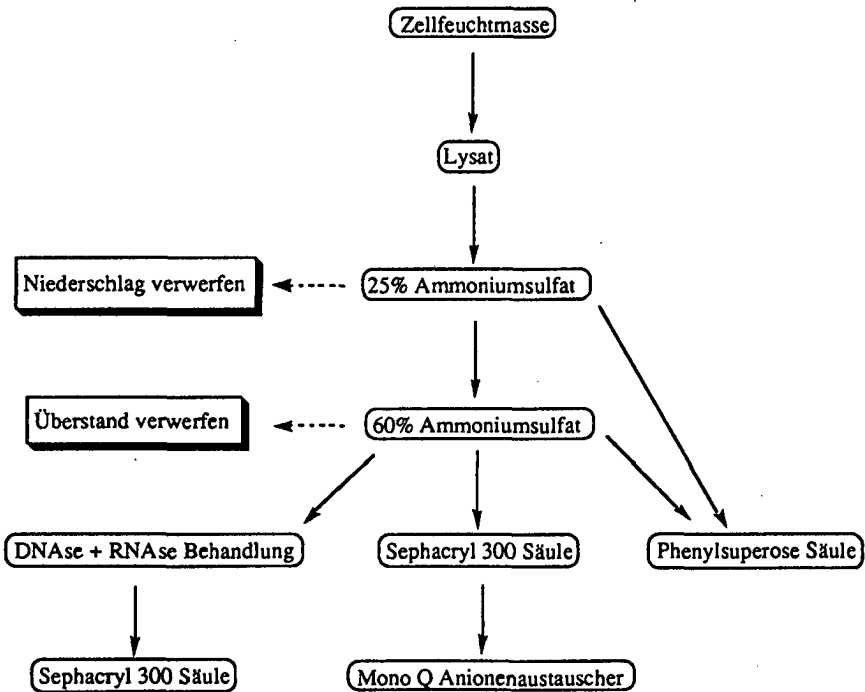 Zellfeuchtmasse
Lysat
Niederschlag verwerfen
25% Ammoniumsulfat
Überstand verwerfen
60% Ammoniumsulfat
DNAse + RNAse Behandlung
Sephacryl 300 Säule
Phenylsuperose Säule
Sephacryl 300 Säule
Mono Q Anionenaustauscher